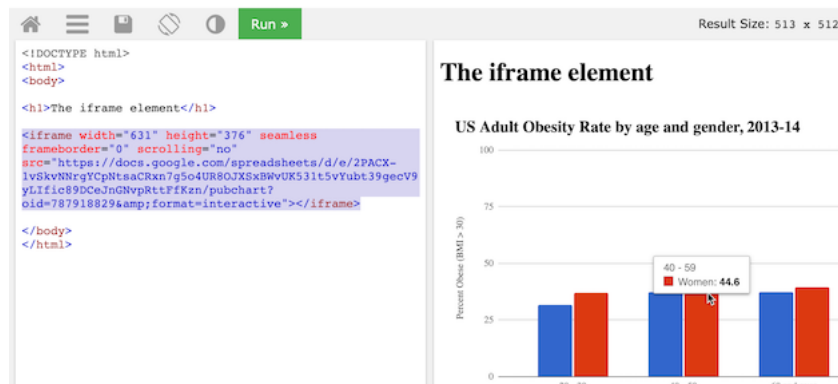 Run »
Result Size: 513 x 512
<!DOCTYPE html>
<html>
<body>
<h1>The iframe element</h1>
<iframe width="631" height="376" seamless
frameborder="0" scrolling="no"
src="https://docs.google.com/spreadsheets/d/e/2PACX-
1vSkvNNrgYCpNtsaCRxn7g5o4UR8OJXSxBWvUK531t5vYubt39gecV9
yLIfic89DCeJnGNvpRttFfKzn/pubchart?
oid=787918829&amp;format=interactive"></iframe>
</body>
</html>
The iframe element
US Adult Obesity Rate by age and gender, 2013-14
Percent Obese (BMI > 30)
100
75
50
25
0
40 - 59
Women: 44.6